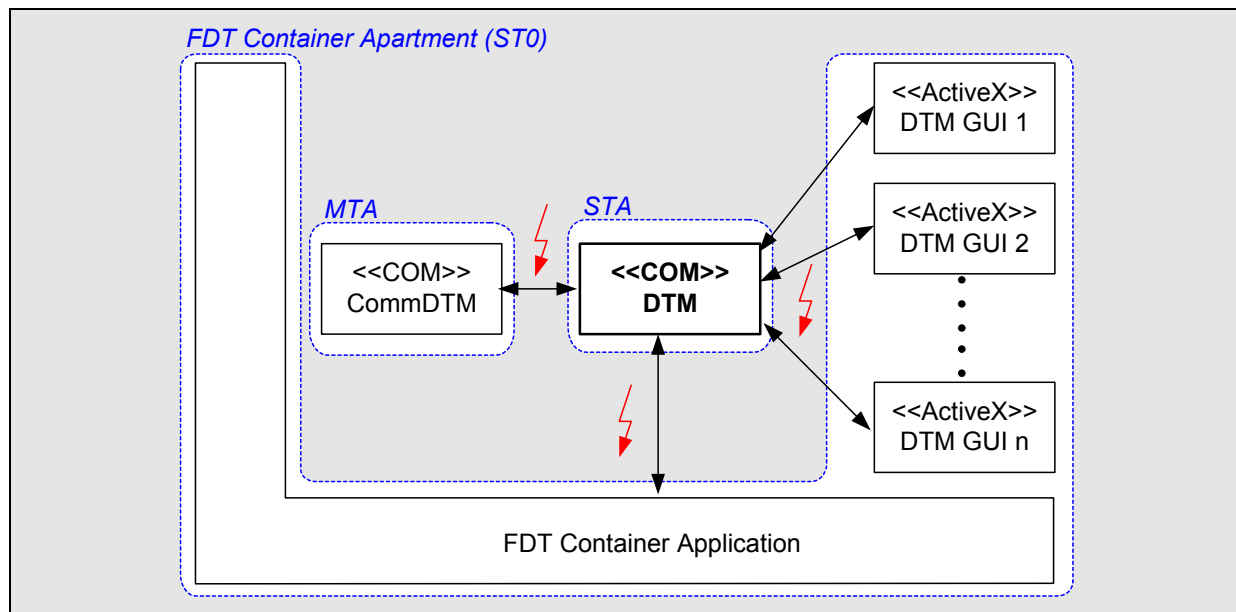 FDT Container Apartment (ST0)
<<ActiveX>>
DTM GUI 1
MTA
STA
<<ActiveX>>
DTM GUI 2
<<COM>>
CommDTM
<<COM>>
DTM
<<ActiveX>>
DTM GUI n
FDT Container Application